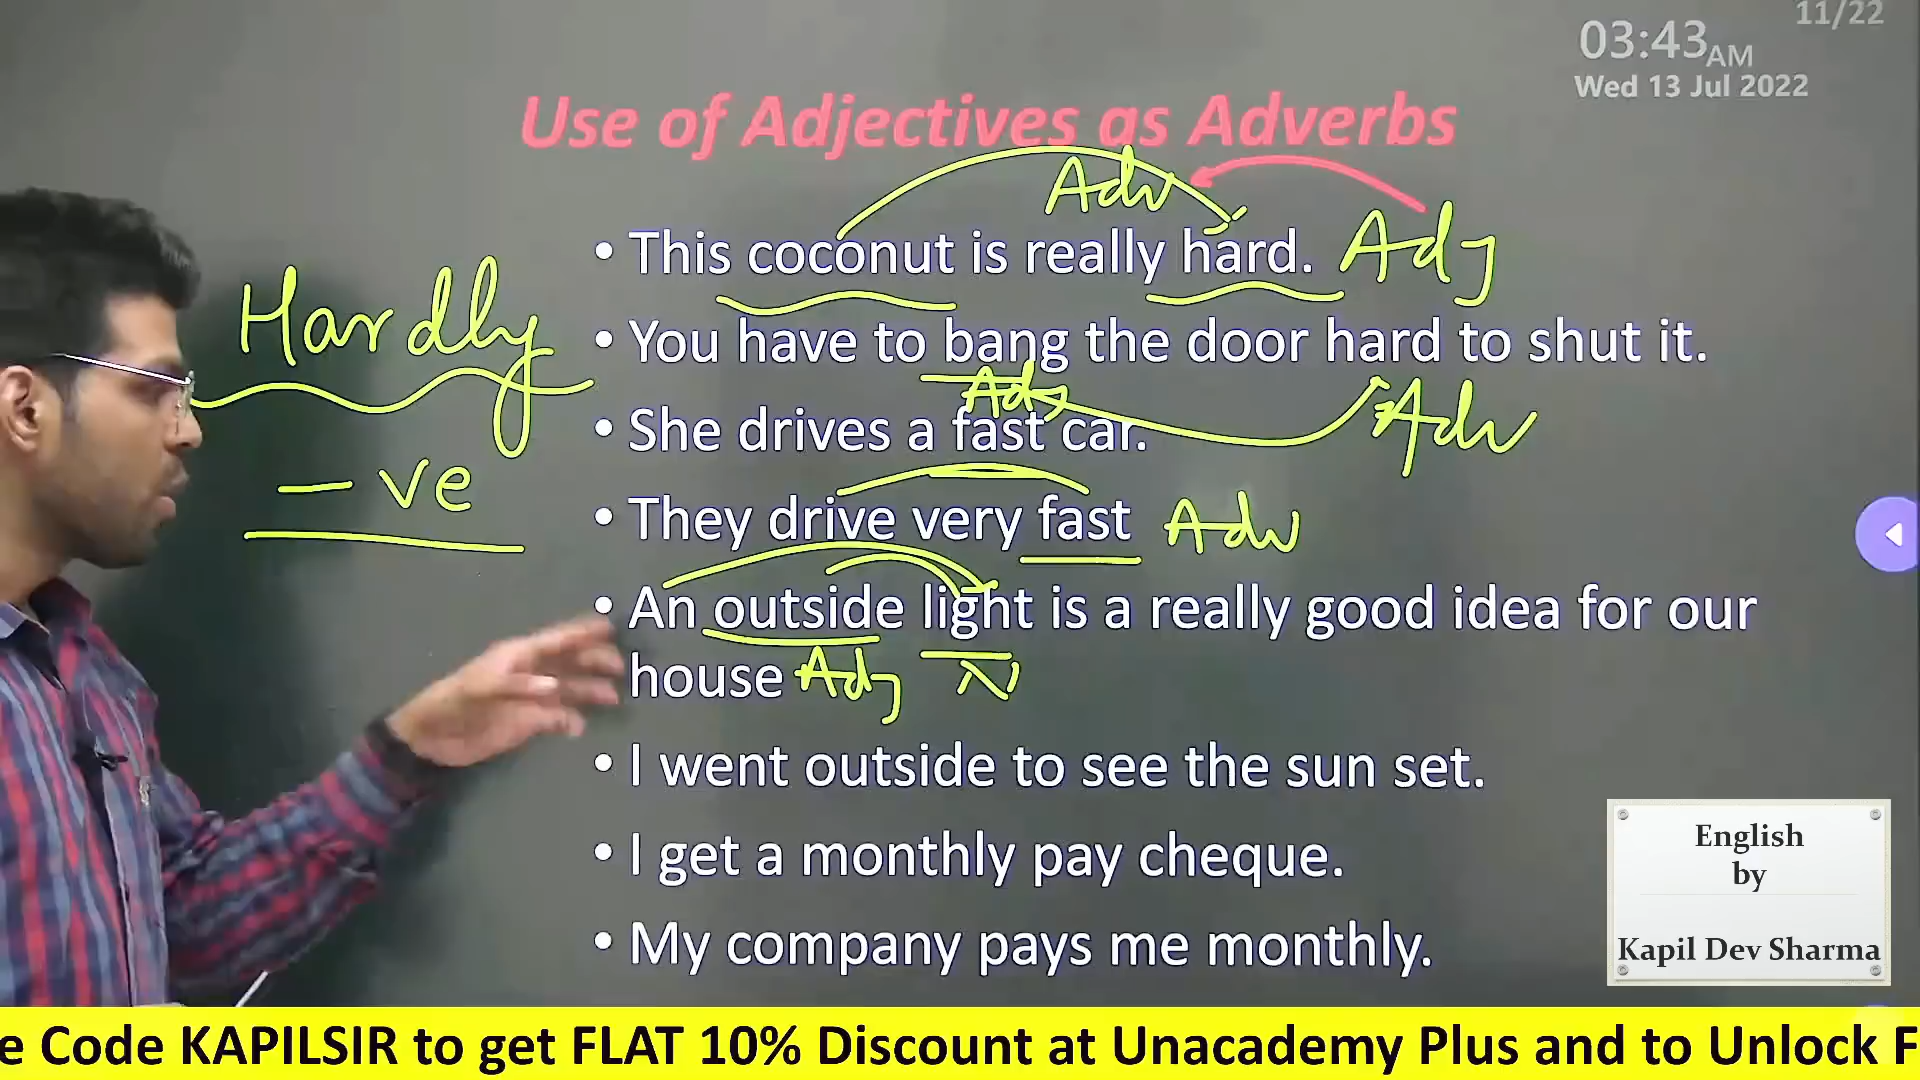 11/22
03:43AM
Wed 13 Jul 2022
Use of Adjectives as Adverbs
Adv
• This coconut is really hard. Adj
Hardly
• You have to bang the door hard to shut it.
Adj
Adv
• She drives a fast car.
– ve
• They drive very fast Adv
• An outside light is a really good idea for our
house Adj N
• I went outside to see the sun set.
• I get a monthly pay cheque.
• My company pays me monthly.
English
by
Kapil Dev Sharma
e Code KAPILSIR to get FLAT 10% Discount at Unacademy Plus and to Unlock F